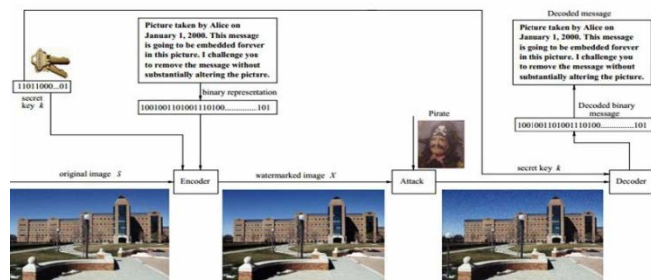 Decoded message
Picture taken by Alice on
January 1, 2000. This message
is going to be embedded forever
in this picture. I challenge you
to remove the message without
substantially altering the picture.
Picture taken by Alice on
January 1, 2000. This message
is going to be embedded forever
in this picture. I challenge you
to remove the message without
substantially altering the picture.
11011000...01
secret
key k
binary representation
1001001101001110100..............101
Pirate
Decoded binary
message
1001001101001110100..............101
original image S
Encoder
watermarked image X
Attack
secret key k
Decoder